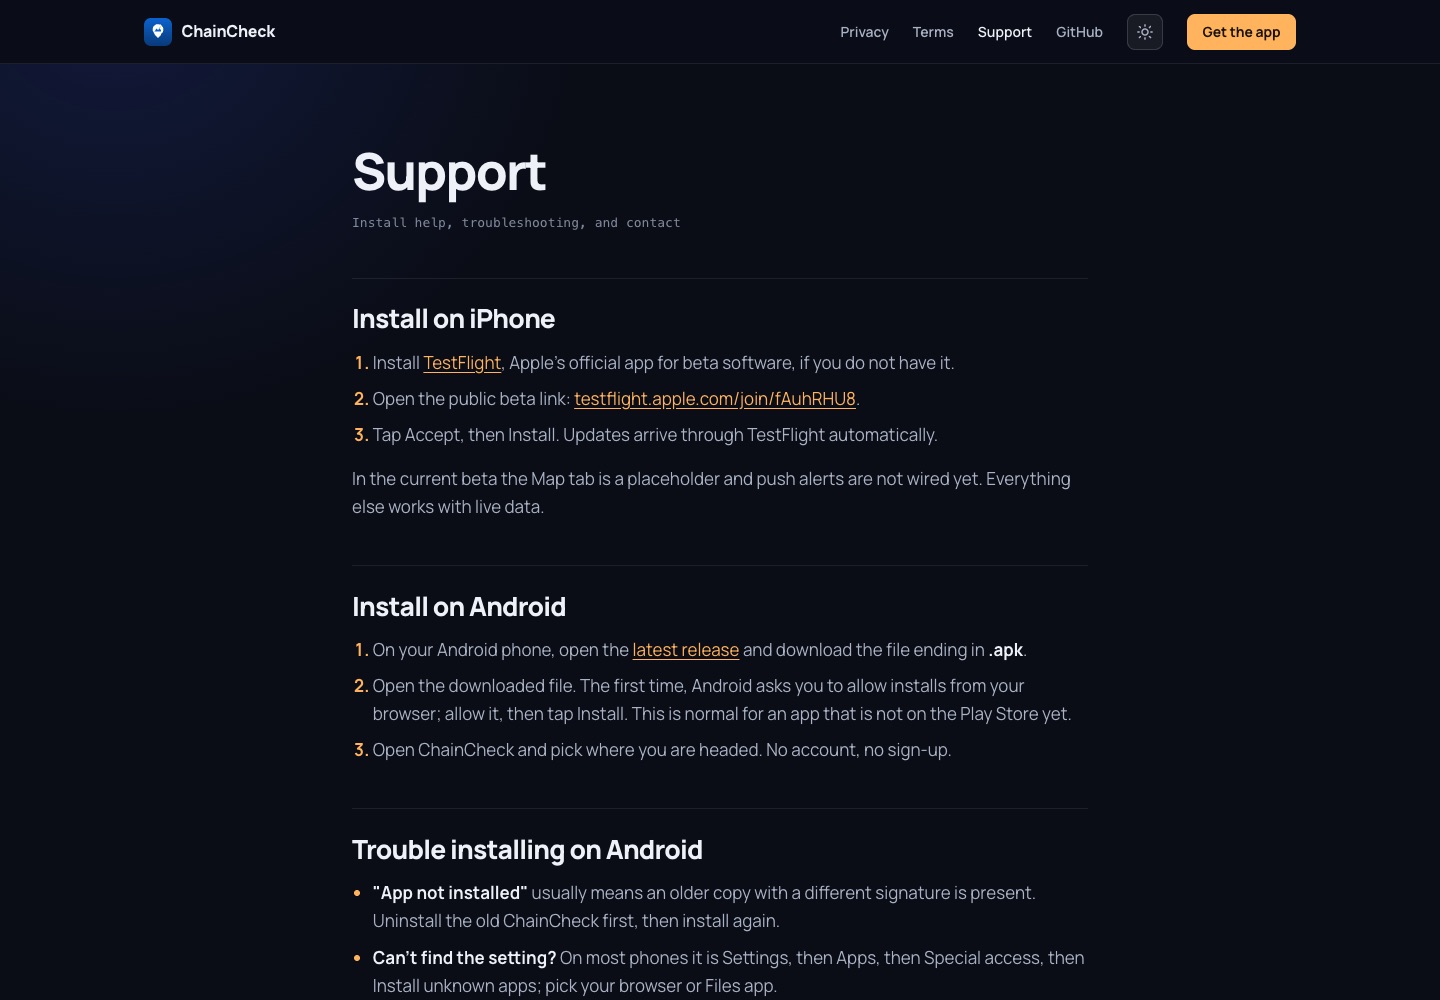 ChainCheck
Privacy
Terms
Support
GitHub
Get the app
Support
Install help, troubleshooting, and contact
Install on iPhone
1. Install TestFlight, Apple's official app for beta software, if you do not have it.
2. Open the public beta link: testflight.apple.com/join/fAuhRHU8.
3. Tap Accept, then Install. Updates arrive through TestFlight automatically.
In the current beta the Map tab is a placeholder and push alerts are not wired yet. Everything
else works with live data.
Install on Android
1. On your Android phone, open the latest release and download the file ending in .apk.
2. Open the downloaded file. The first time, Android asks you to allow installs from your
browser; allow it, then tap Install. This is normal for an app that is not on the Play Store yet.
3. Open ChainCheck and pick where you are headed. No account, no sign-up.
Trouble installing on Android
• "App not installed" usually means an older copy with a different signature is present.
Uninstall the old ChainCheck first, then install again.
• Can't find the setting? On most phones it is Settings, then Apps, then Special access, then
Install unknown apps; pick your browser or Files app.